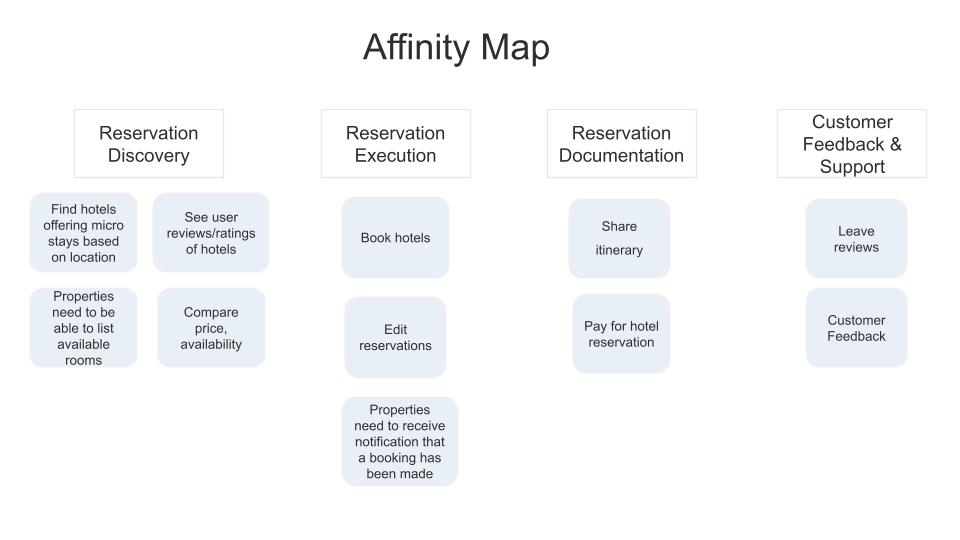 Affinity Map
Reservation
Discovery
Reservation
Execution
Reservation
Documentation
Customer
Feedback &
Support
Find hotels
offering micro
stays based
on location
See user
reviews/ratings
of hotels
Properties
need to be
able to list
available
rooms
Compare
price,
availability
Book hotels
Edit
reservations
Properties
need to receive
notification that
a booking has
been made
Share
itinerary
Pay for hotel
reservation
Leave
reviews
Customer
Feedback